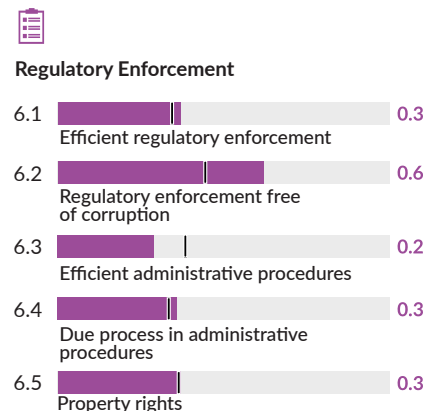 Regulatory Enforcement
6.1 0.3
Efficient regulatory enforcement
6.2 0.6
Regulatory enforcement free
of corruption
6.3 0.2
Efficient administrative procedures
6.4 0.3
Due process in administrative
procedures
6.5 0.3
Property rights